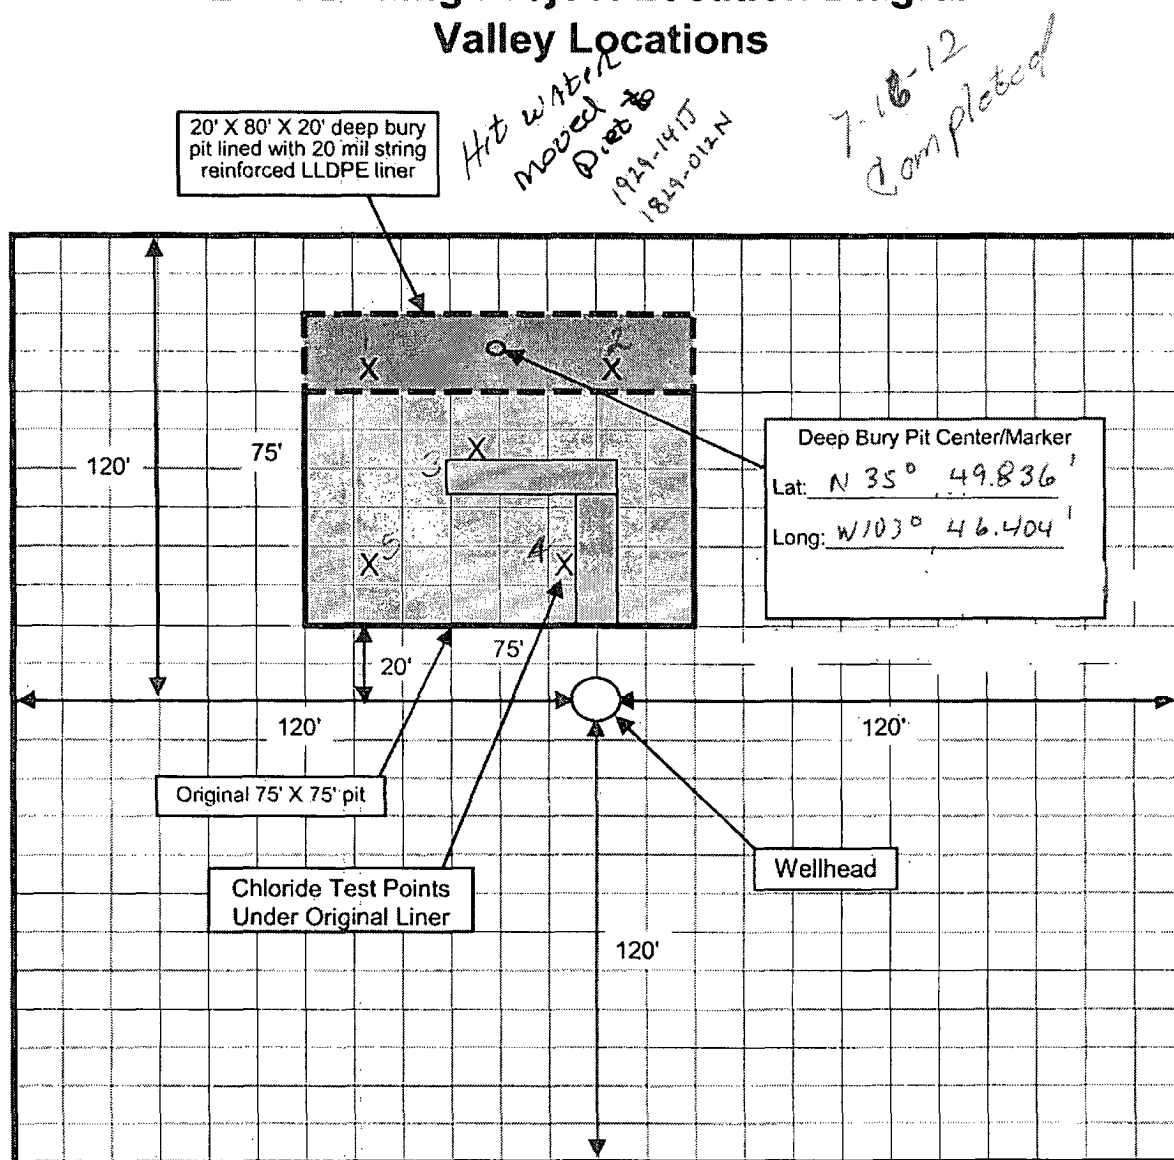 Valley Locations
Hit water
moved
Dirt to
1929-141J
1829-012N
7-16-12
Completed
20' X 80' X 20' deep bury
pit lined with 20 mil string
reinforced LLDPE liner
1
2
X
X
Deep Bury Pit Center/Marker
Lat: N 35° 49.836'
Long: W103° 46.404'
120'
75'
3
X
X
5
4
X
20'
75'
120'
120'
Original 75' X 75' pit
Wellhead
Chloride Test Points
Under Original Liner
120'